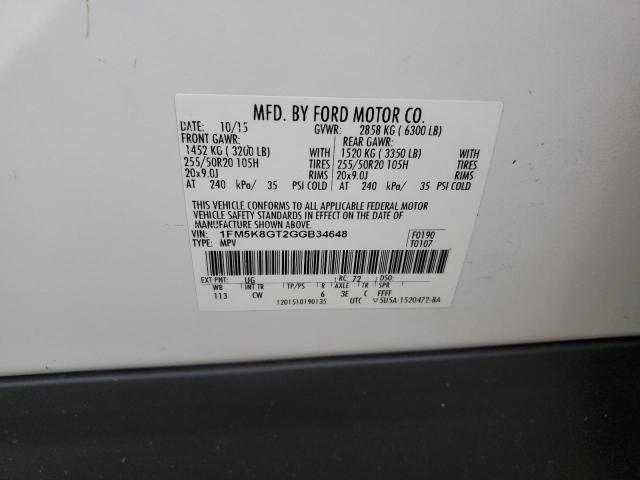 MFD. BY FORD MOTOR CO.
DATE: 10/15 GVWR: 2858 KG ( 6300 LB)
FRONT GAWR: REAR GAWR:
1452 KG ( 3200 LB) WITH 1520 KG ( 3350 LB) WITH
255/50R20 105H TIRES 255/50R20 105H TIRES
20x9.0J RIMS 20x9.0J RIMS
AT 240 kPa/ 35 PSI COLD AT 240 kPa/ 35 PSI COLD
THIS VEHICLE CONFORMS TO ALL APPLICABLE FEDERAL MOTOR
VEHICLE SAFETY STANDARDS IN EFFECT ON THE DATE OF
MANUFACTURE SHOWN ABOVE.
VIN: 1FM5K8GT2GGB34648 F0190
TYPE: MPV T0107
EXT PNT: UG RC: 72 DSO:
WB INT TR TP/PS R AXLE TR SPR
113 CW 6 3E C FFFF
1201510190135 UTC 5U5A-1520472-BA